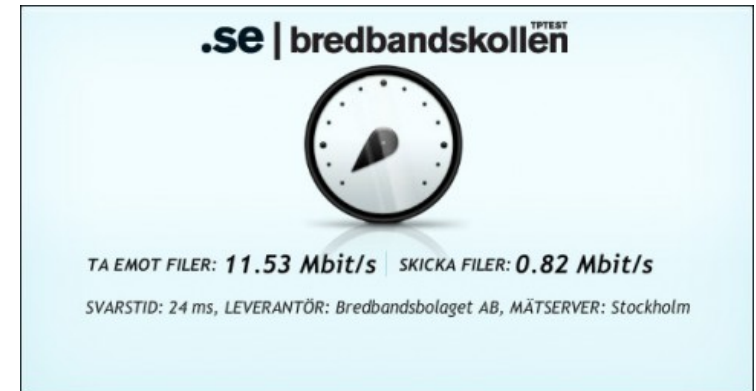 TPTEST
.se | bredbandskollen
TA EMOT FILER: 11.53 Mbit/s | SKICKA FILER: 0.82 Mbit/s
SVARSTID: 24 ms, LEVERANTÖR: Bredbandsbolaget AB, MÄTSERVER: Stockholm